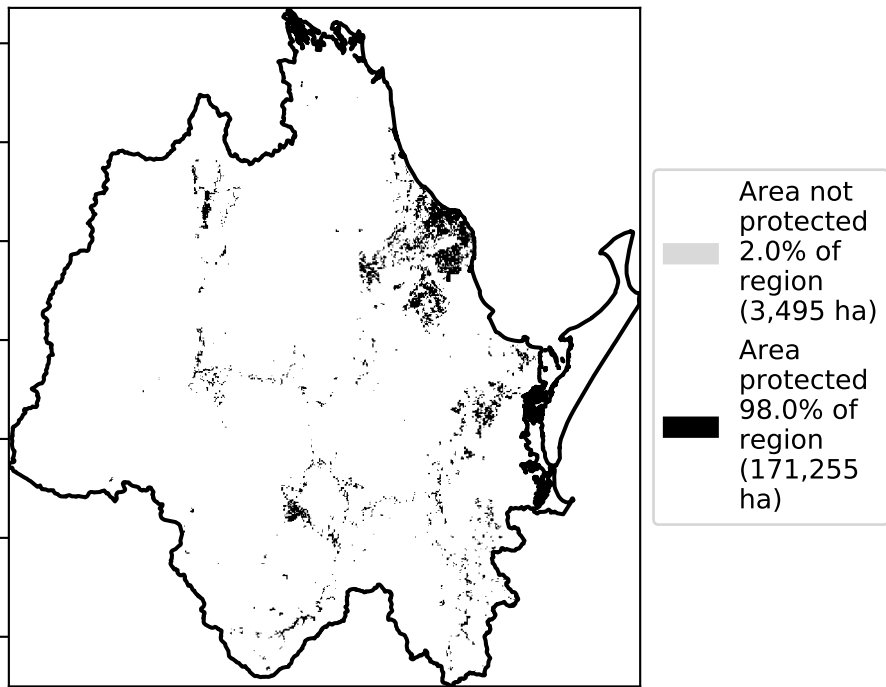 Area not
protected
2.0% of
region
(3,495 ha)
Area
protected
98.0% of
region
(171,255
ha)